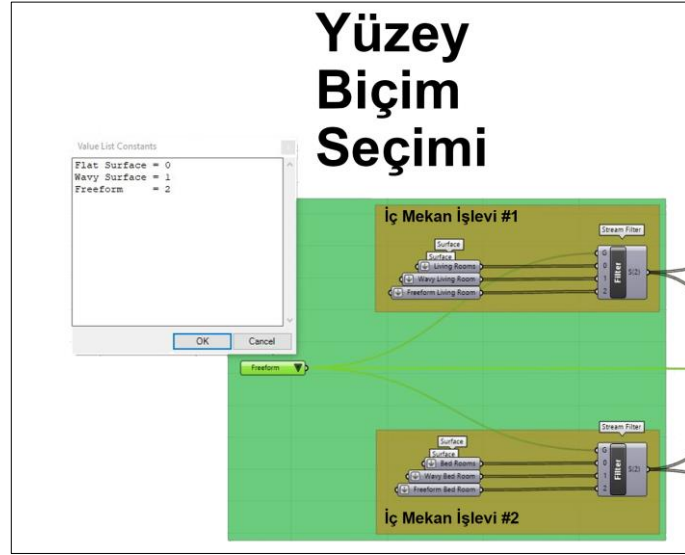 Yüzey
Biçim
Seçimi
Value List Constants
Flat Surface = 0
Wavy Surface = 1
Freeform = 2
OK Cancel
İç Mekan İşlevi #1
Stream Filter
Surface
Surface
Living Rooms
Wavy Living Room
Freeform Living Room
G
0
1
2
Filter
S(2)
Freeform
Stream Filter
Surface
Surface
Bed Rooms
Wavy Bed Room
Freeform Bed Room
G
0
1
2
Filter
S(2)
İç Mekan İşlevi #2